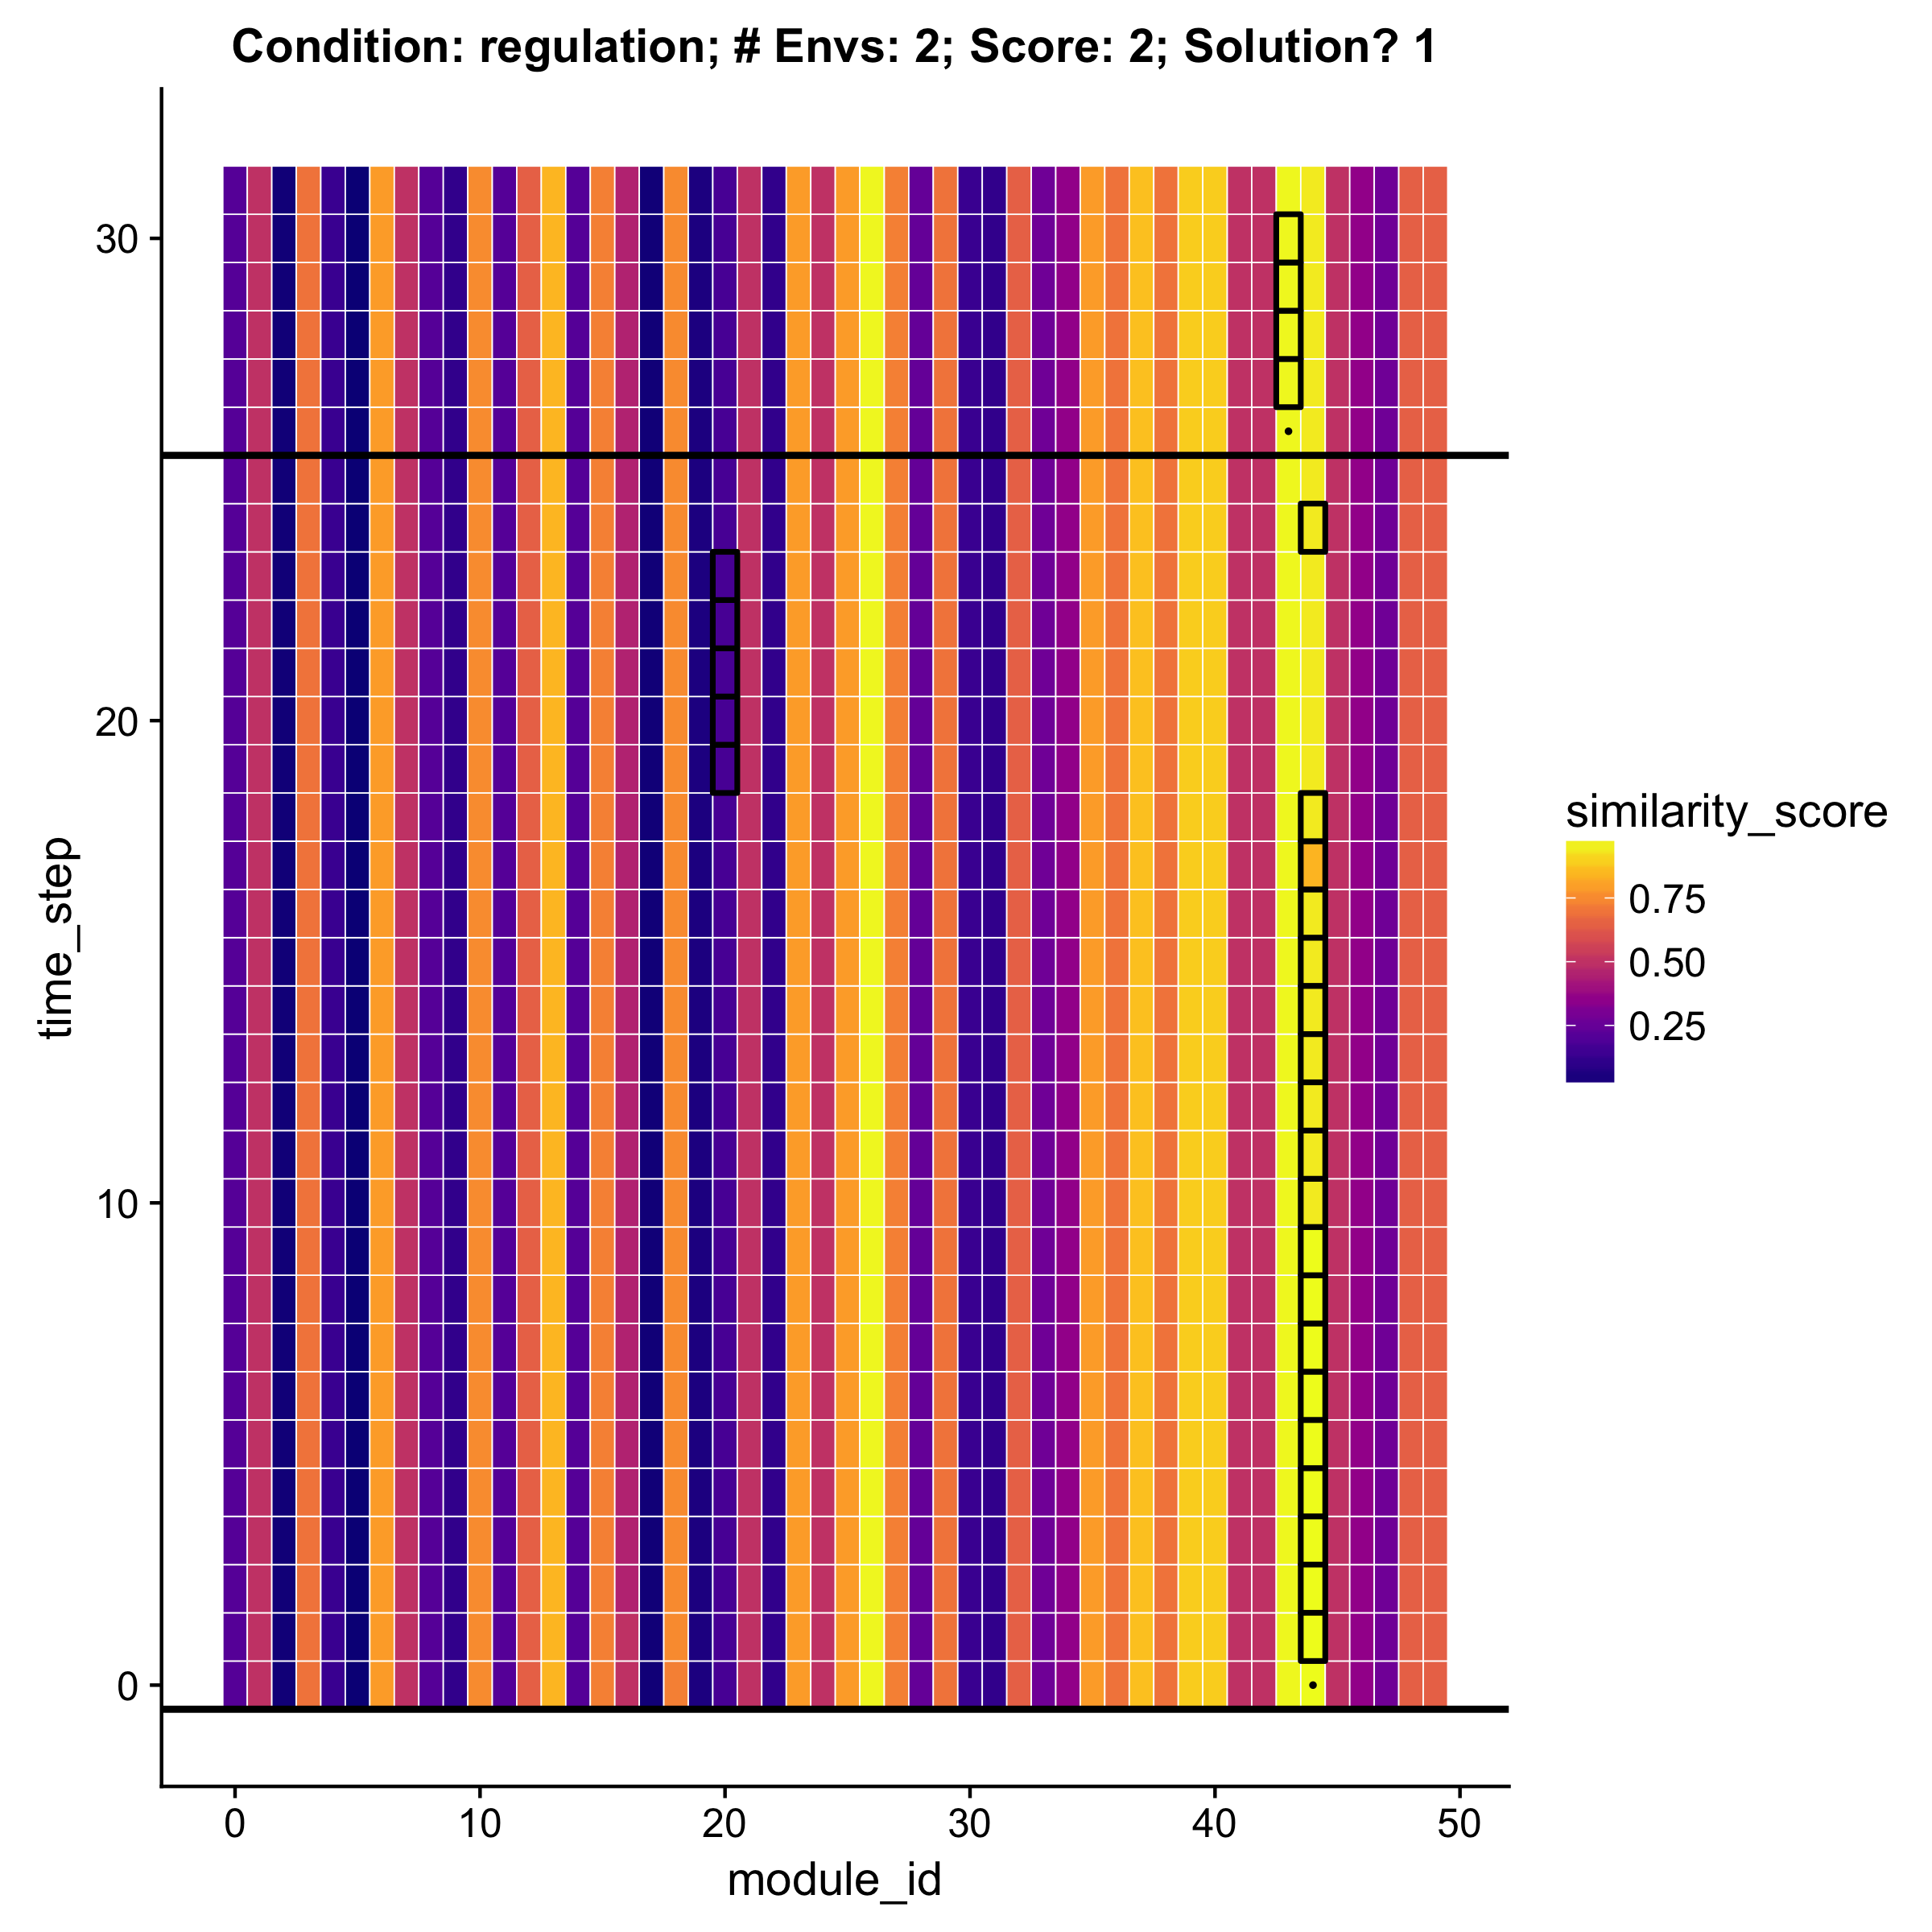 Condition: regulation; # Envs: 2; Score: 2; Solution? 1
30
20
10
0
time_step
0 10 20 30 40 50
module_id
similarity_score
0.75
0.50
0.25